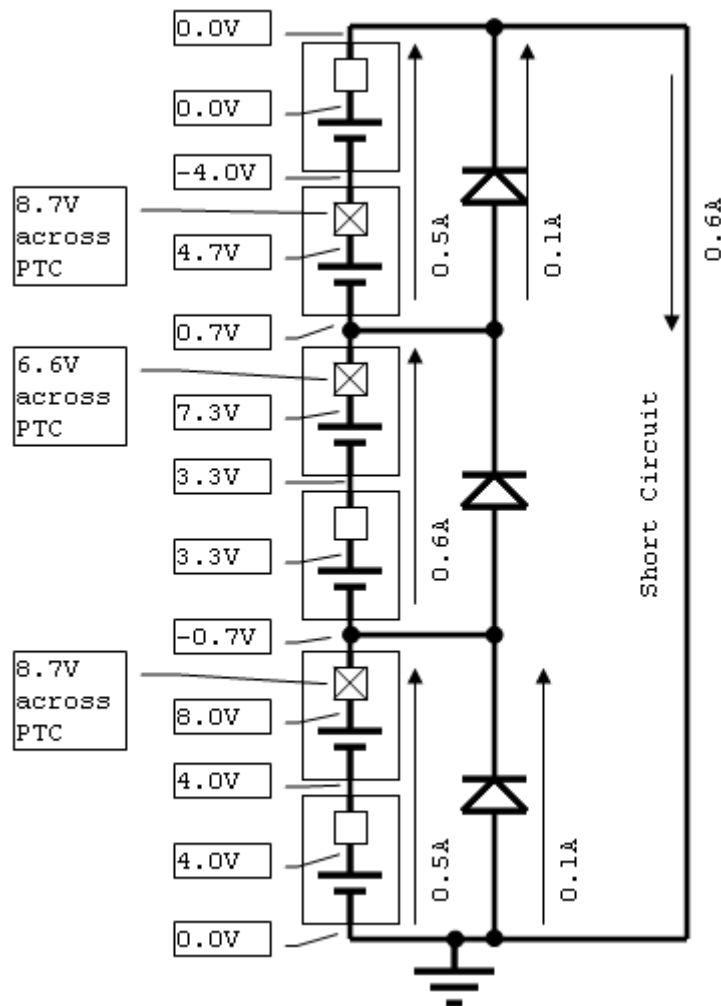 0.0V
0.0V
-4.0V
8.7V
across
PTC
4.7V
0.5A
0.1A
0.6A
0.7V
6.6V
across
PTC
7.3V
3.3V
Short Circuit
3.3V
0.6A
-0.7V
8.7V
across
PTC
8.0V
4.0V
4.0V
0.5A
0.1A
0.0V